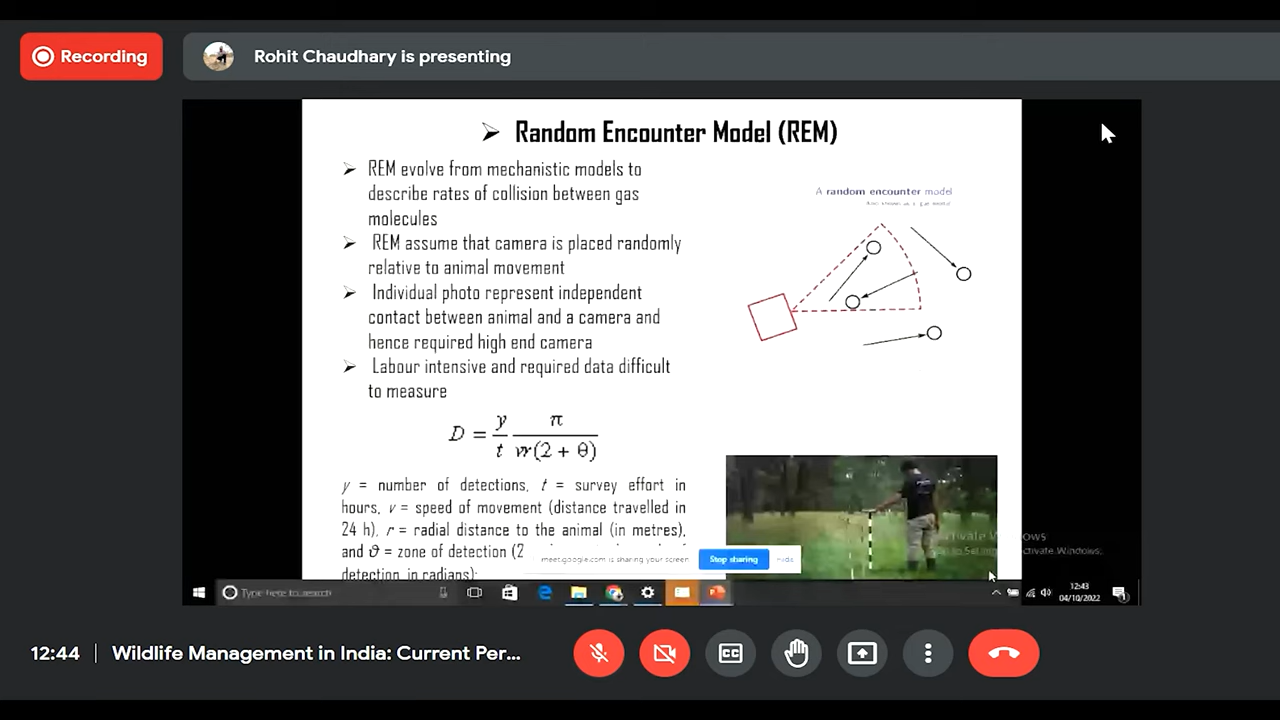 Recording
Rohit Chaudhary is presenting
➢ Random Encounter Model (REM)
➢ REM evolve from mechanistic models to
describe rates of collision between gas
molecules
➢ REM assume that camera is placed randomly
relative to animal movement
➢ Individual photo represent independent
contact between animal and a camera and
hence required high end camera
➢ Labour intensive and required data difficult
to measure
D = y/t π/vr(2 + θ)
y = number of detections, t = survey effort in
hours, v = speed of movement (distance travelled in
24 h), r = radial distance to the animal (in metres),
and ϑ = zone of detection (2
detection in radians);
A random encounter model
meet.google.com is sharing your screen
Stop sharing
Hide
Type here to search
12:43
04/10/2022
12:44 | Wildlife Management in India: Current Per...
CC